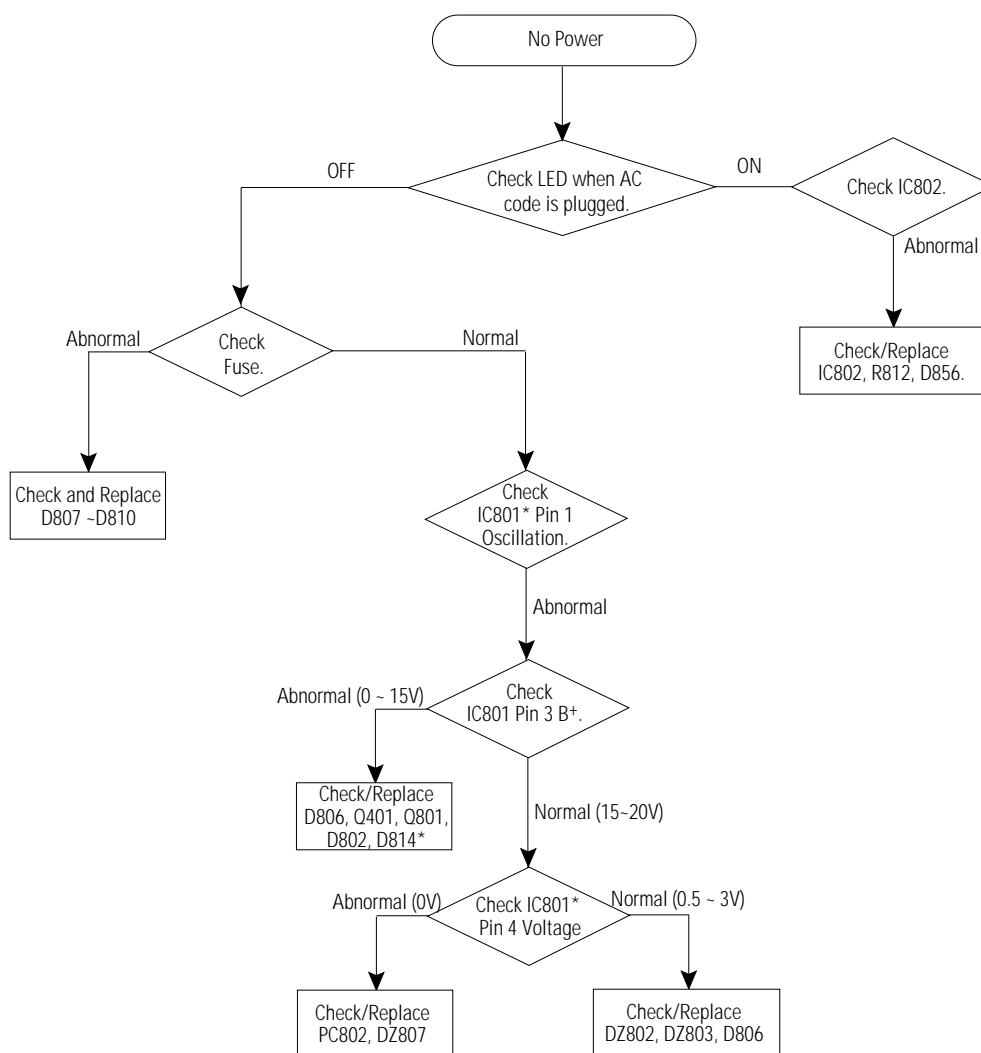 No Power
OFF
Check LED when AC
code is plugged.
ON
Check IC802.
Abnormal
Abnormal
Check
Fuse.
Normal
Check/Replace
IC802, R812, D856.
Check and Replace
D807 ~D810
Check
IC801* Pin 1
Oscillation.
Abnormal
Abnormal (0 ~ 15V)
Check
IC801 Pin 3 B+.
Check/Replace
D806, Q401, Q801,
D802, D814*
Normal (15~20V)
Abnormal (0V)
Check IC801*
Pin 4 Voltage
Normal (0.5 ~ 3V)
Check/Replace
PC802, DZ807
Check/Replace
DZ802, DZ803, D806